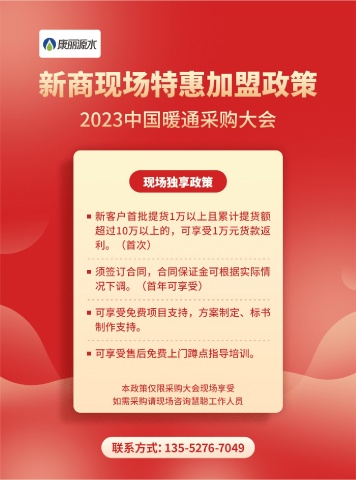 康丽源水
新商现场特惠加盟政策
2023中国暖通采购大会
现场独享政策
新客户首批提货1万以上且累计提货额
超过10万以上的，可享受1万元货款返
利。（首次）
须签订合同，合同保证金可根据实际情
况下调。（首年可享受）
可享受免费项目支持，方案制定、标书
制作支持。
可享受售后免费上门蹲点指导培训。
本政策仅限采购大会现场享受
如需采购请现场咨询慧聪工作人员
联系方式：135-5276-7049